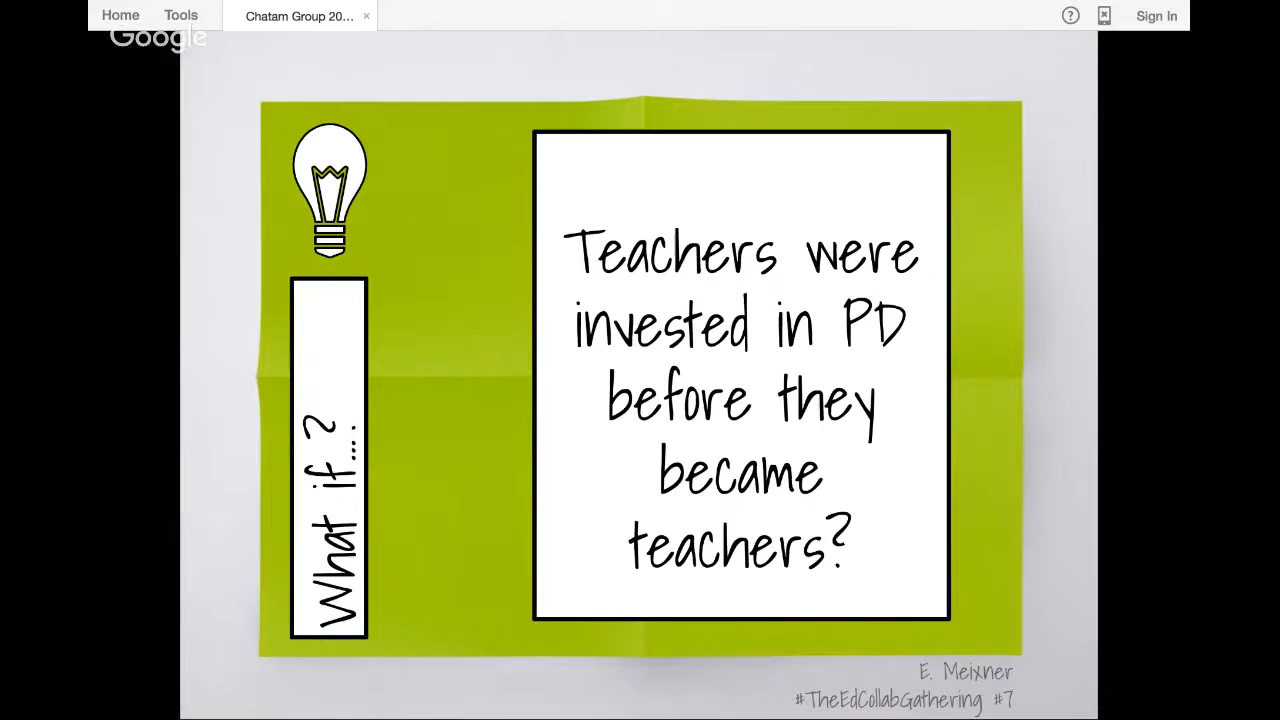 Home Tools Chatam Group 20... × ? Sign In
Google
What if....?
Teachers were
invested in PD
before they
became
teachers?
E. Meixner
#TheEdCollabGathering #7